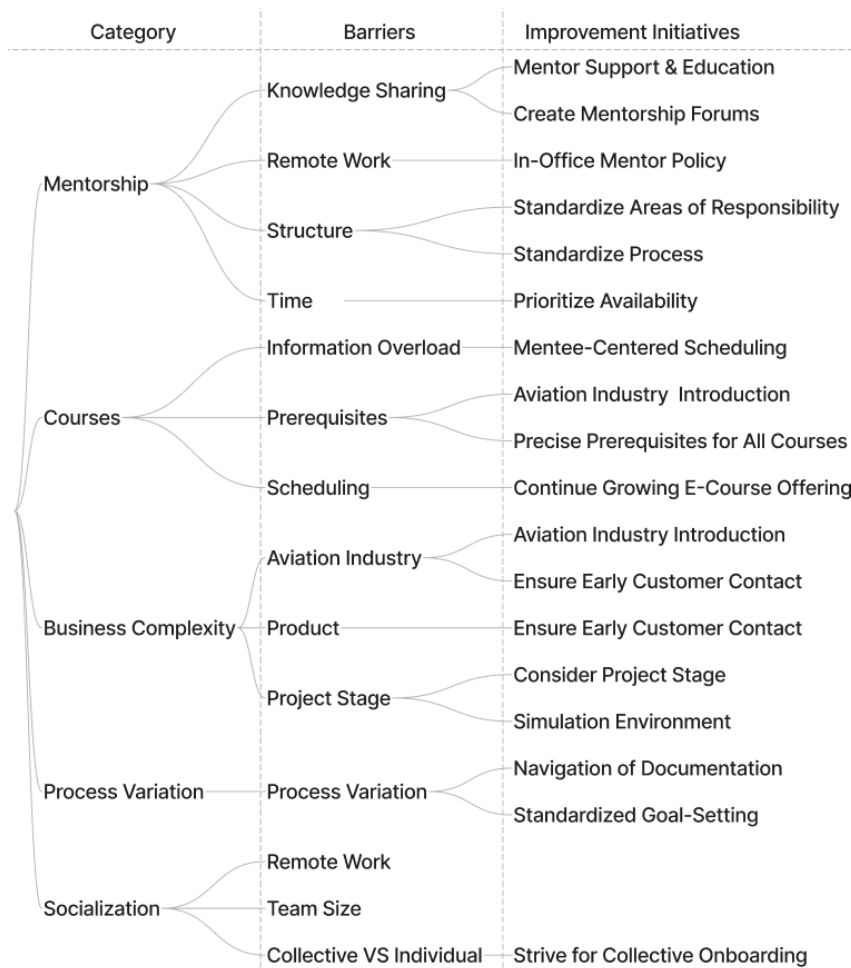 Category Barriers Improvement Initiatives
Mentor Support & Education
Knowledge Sharing
Create Mentorship Forums
Remote Work In-Office Mentor Policy
Mentorship
Standardize Areas of Responsibility
Structure
Standardize Process
Time Prioritize Availability
Information Overload Mentee-Centered Scheduling
Aviation Industry Introduction
Courses Prerequisites
Precise Prerequisites for All Courses
Scheduling Continue Growing E-Course Offering
Aviation Industry Introduction
Aviation Industry
Ensure Early Customer Contact
Business Complexity Product Ensure Early Customer Contact
Consider Project Stage
Project Stage
Simulation Environment
Navigation of Documentation
Process Variation Process Variation
Standardized Goal-Setting
Remote Work
Socialization Team Size
Collective VS Individual Strive for Collective Onboarding